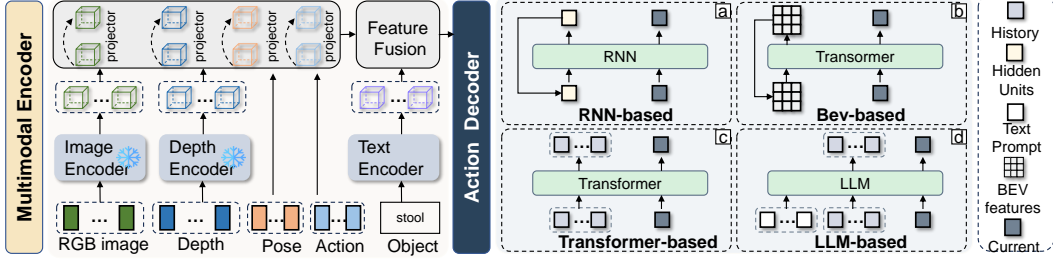 Multimodal Encoder
projector
projector
projector
projector
Feature
Fusion
Image
Encoder
Depth
Encoder
Text
Encoder
... ... ... ... stool
RGB image Depth Pose Action Object
Action Decoder
a
RNN
RNN-based
b
Transormer
Bev-based
c
Transformer
Transformer-based
d
LLM
LLM-based
History
Hidden
Units
Text
Prompt
BEV
features
Current